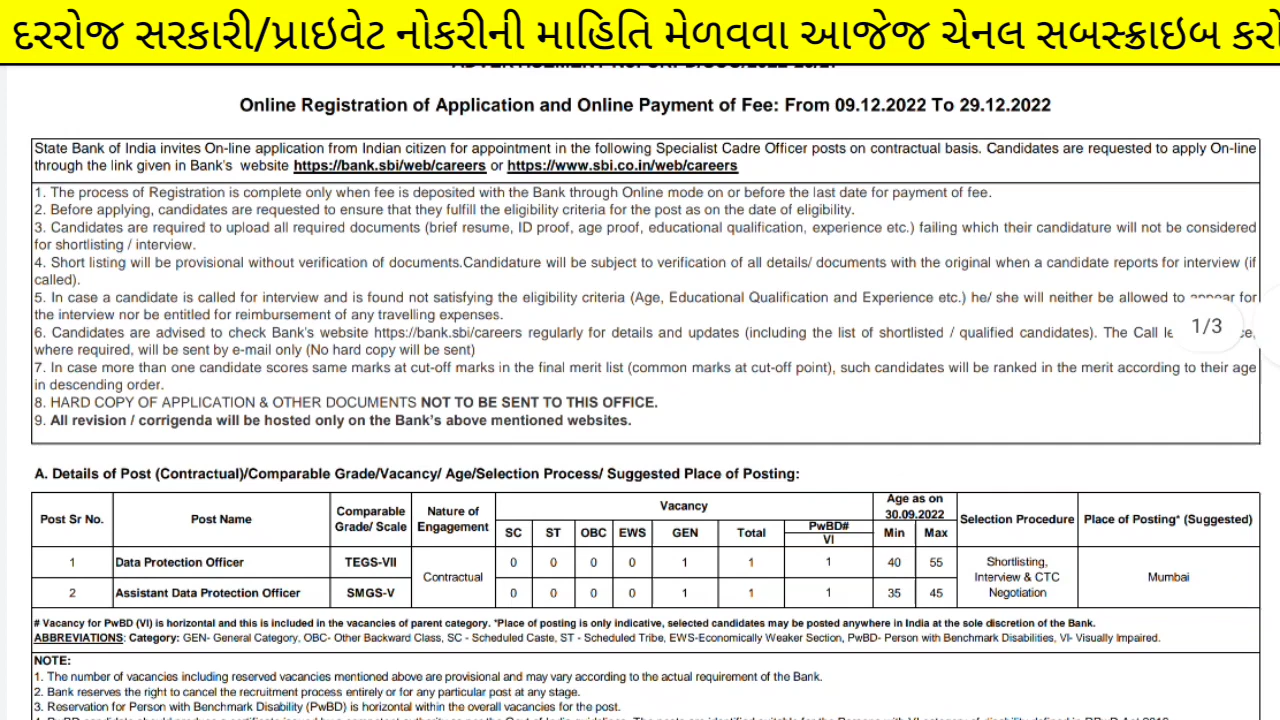 દરરોજ સરકારી/પ્રાઇવેટ નોકરીની માહિતિ મેળવવા આજેજ ચેનલ સબસ્ક્રાઇબ કરો
Online Registration of Application and Online Payment of Fee: From 09.12.2022 To 29.12.2022
State Bank of India invites On-line application from Indian citizen for appointment in the following Specialist Cadre Officer posts on contractual basis. Candidates are requested to apply On-line
through the link given in Bank's website https://bank.sbi/web/careers or https://www.sbi.co.in/web/careers
1. The process of Registration is complete only when fee is deposited with the Bank through Online mode on or before the last date for payment of fee.
2. Before applying, candidates are requested to ensure that they fulfill the eligibility criteria for the post as on the date of eligibility.
3. Candidates are required to upload all required documents (brief resume, ID proof, age proof, educational qualification, experience etc.) failing which their candidature will not be considered
for shortlisting / interview.
4. Short listing will be provisional without verification of documents.Candidature will be subject to verification of all details/ documents with the original when a candidate reports for interview (if
called).
5. In case a candidate is called for interview and is found not satisfying the eligibility criteria (Age, Educational Qualification and Experience etc.) he/ she will neither be allowed to appear for
the interview nor be entitled for reimbursement of any travelling expenses.
6. Candidates are advised to check Bank's website https://bank.sbi/careers regularly for details and updates (including the list of shortlisted / qualified candidates). The Call
1/3
where required, will be sent by e-mail only (No hard copy will be sent)
7. In case more than one candidate scores same marks at cut-off marks in the final merit list (common marks at cut-off point), such candidates will be ranked in the merit according to their age
in descending order.
8. HARD COPY OF APPLICATION & OTHER DOCUMENTS NOT TO BE SENT TO THIS OFFICE.
9. All revision / corrigenda will be hosted only on the Bank's above mentioned websites.
A. Details of Post (Contractual)/Comparable Grade/Vacancy/ Age/Selection Process/ Suggested Place of Posting:
Post Sr No. Post Name Comparable Grade/ Scale Nature of Engagement Vacancy Age as on 30.09.2022 Selection Procedure Place of Posting* (Suggested)
SC ST OBC EWS GEN Total PwBD# VI Min Max
1 Data Protection Officer TEGS-VII Contractual 0 0 0 0 1 1 1 40 55 Shortlisting, Interview & CTC Negotiation Mumbai
2 Assistant Data Protection Officer SMGS-V 0 0 0 0 1 1 1 35 45
# Vacancy for PwBD (VI) is horizontal and this is included in the vacancies of parent category. *Place of posting is only indicative, selected candidates may be posted anywhere in India at the sole discretion of the Bank.
ABBREVIATIONS: Category: GEN- General Category, OBC- Other Backward Class, SC - Scheduled Caste, ST - Scheduled Tribe, EWS-Economically Weaker Section, PwBD- Person with Benchmark Disabilities, VI- Visually Impaired.
NOTE:
1. The number of vacancies including reserved vacancies mentioned above are provisional and may vary according to the actual requirement of the Bank.
2. Bank reserves the right to cancel the recruitment process entirely or for any particular post at any stage.
3. Reservation for Person with Benchmark Disability (PwBD) is horizontal within the overall vacancies for the post.